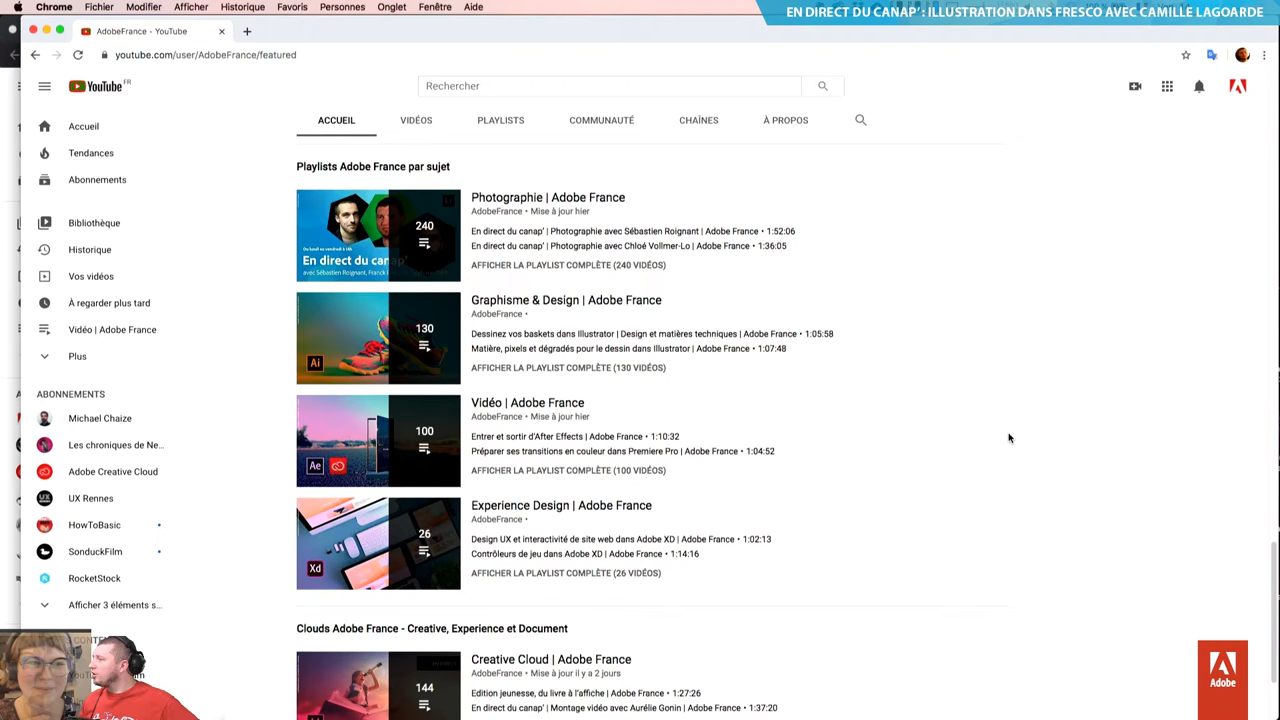 Chrome Fichier Modifier Afficher Historique Favoris Personnes Onglet Fenêtre Aide
EN DIRECT DU CANAP' : ILLUSTRATION DANS FRESCO AVEC CAMILLE LAGOARDE
AdobeFrance - YouTube
youtube.com/user/AdobeFrance/featured
YouTube FR
Rechercher
ACCUEIL VIDÉOS PLAYLISTS COMMUNAUTÉ CHAÎNES À PROPOS
Accueil
Tendances
Abonnements
Bibliothèque
Historique
Vos vidéos
À regarder plus tard
Vidéo | Adobe France
Plus
ABONNEMENTS
Michael Chaize
Les chroniques de Ne...
Adobe Creative Cloud
UX Rennes
HowToBasic
SonduckFilm
RocketStock
Afficher 3 éléments s...
Playlists Adobe France par sujet
240
En direct du canap'
avec Sébastien Roignant, Franck
Photographie | Adobe France
AdobeFrance • Mise à jour hier
En direct du canap' | Photographie avec Sébastien Roignant | Adobe France • 1:52:06
En direct du canap' | Photographie avec Chloé Vollmer-Lo | Adobe France • 1:36:05
AFFICHER LA PLAYLIST COMPLÈTE (240 VIDÉOS)
130
Ai
Graphisme & Design | Adobe France
AdobeFrance •
Dessinez vos baskets dans Illustrator | Design et matières techniques | Adobe France • 1:05:58
Matière, pixels et dégradés pour le dessin dans Illustrator | Adobe France • 1:07:48
AFFICHER LA PLAYLIST COMPLÈTE (130 VIDÉOS)
100
Ae
Vidéo | Adobe France
AdobeFrance • Mise à jour hier
Entrer et sortir d'After Effects | Adobe France • 1:10:32
Préparer ses transitions en couleur dans Premiere Pro | Adobe France • 1:04:52
AFFICHER LA PLAYLIST COMPLÈTE (100 VIDÉOS)
26
Xd
Experience Design | Adobe France
AdobeFrance •
Design UX et interactivité de site web dans Adobe XD | Adobe France • 1:02:13
Contrôleurs de jeu dans Adobe XD | Adobe France • 1:14:16
AFFICHER LA PLAYLIST COMPLÈTE (26 VIDÉOS)
Clouds Adobe France - Creative, Experience et Document
144
Creative Cloud | Adobe France
AdobeFrance • Mise à jour il y a 2 jours
Edition jeunesse, du livre à l'affiche | Adobe France • 1:27:26
En direct du canap' | Montage vidéo avec Aurélie Gonin | Adobe France • 1:37:20
Adobe